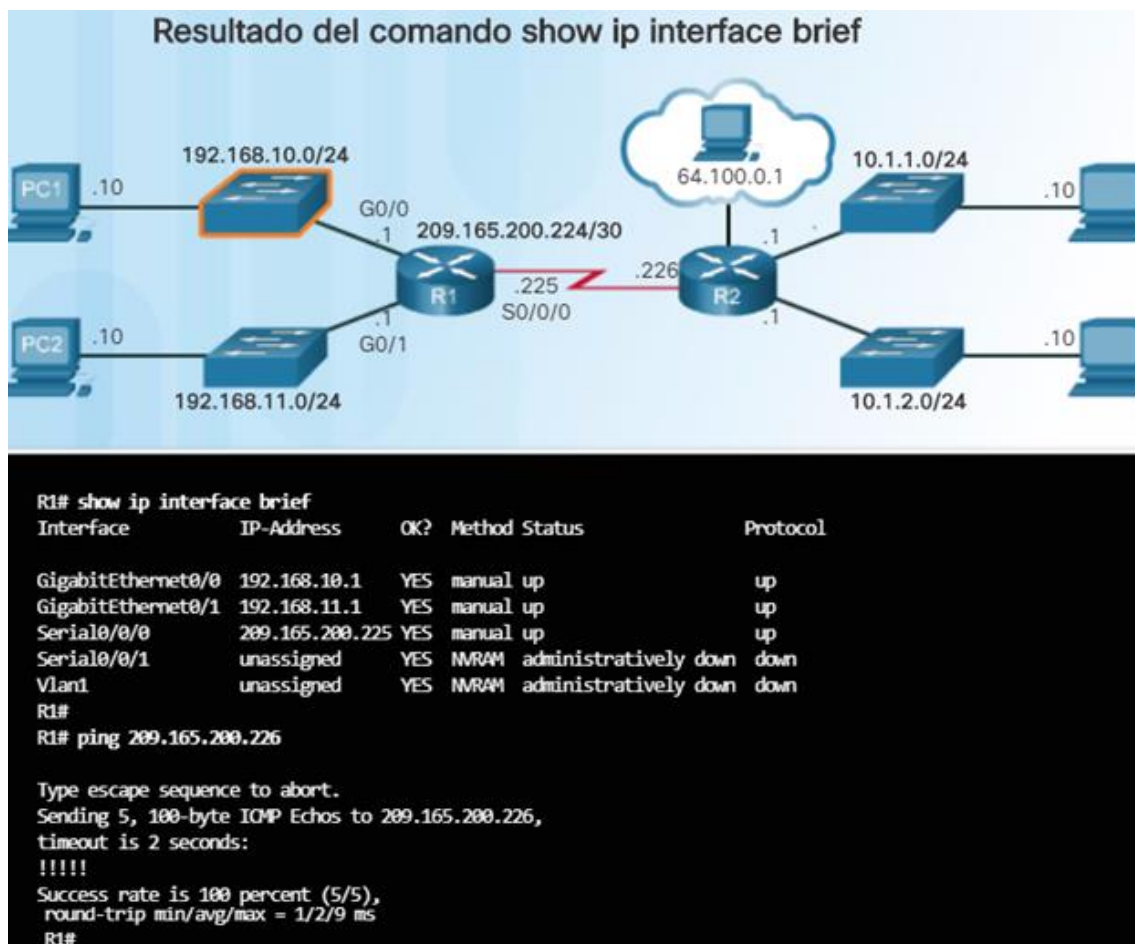 Resultado del comando show ip interface brief
192.168.10.0/24
64.100.0.1
10.1.1.0/24
PC1
.10
.10
G0/0
.1
209.165.200.224/30
.1
.226
.225
R1
R2
S0/0/0
.1
.1
G0/1
PC2
.10
.10
192.168.11.0/24
10.1.2.0/24
R1# show ip interface brief
Interface IP-Address OK? Method Status Protocol
GigabitEthernet0/0 192.168.10.1 YES manual up up
GigabitEthernet0/1 192.168.11.1 YES manual up up
Serial0/0/0 209.165.200.225 YES manual up up
Serial0/0/1 unassigned YES NVRAM administratively down down
Vlan1 unassigned YES NVRAM administratively down down
R1#
R1# ping 209.165.200.226
Type escape sequence to abort.
Sending 5, 100-byte ICMP Echos to 209.165.200.226,
timeout is 2 seconds:
!!!!!
Success rate is 100 percent (5/5),
round-trip min/avg/max = 1/2/9 ms
R1#